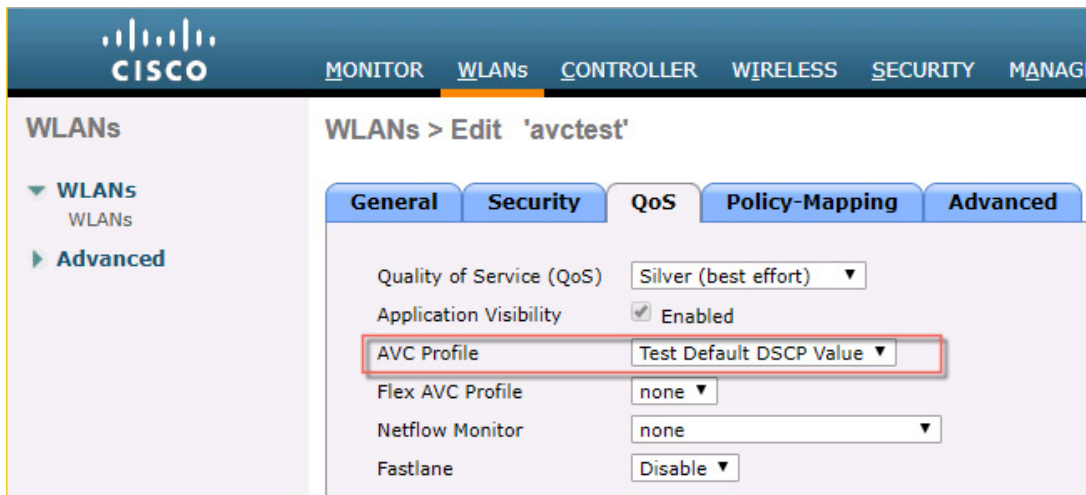 CISCO
MONITOR WLANs CONTROLLER WIRELESS SECURITY MANAG
WLANs
WLANs > Edit 'avctest'
WLANs
WLANs
Advanced
General Security QoS Policy-Mapping Advanced
Quality of Service (QoS) Silver (best effort)
Application Visibility Enabled
AVC Profile Test Default DSCP Value
Flex AVC Profile none
Netflow Monitor none
Fastlane Disable